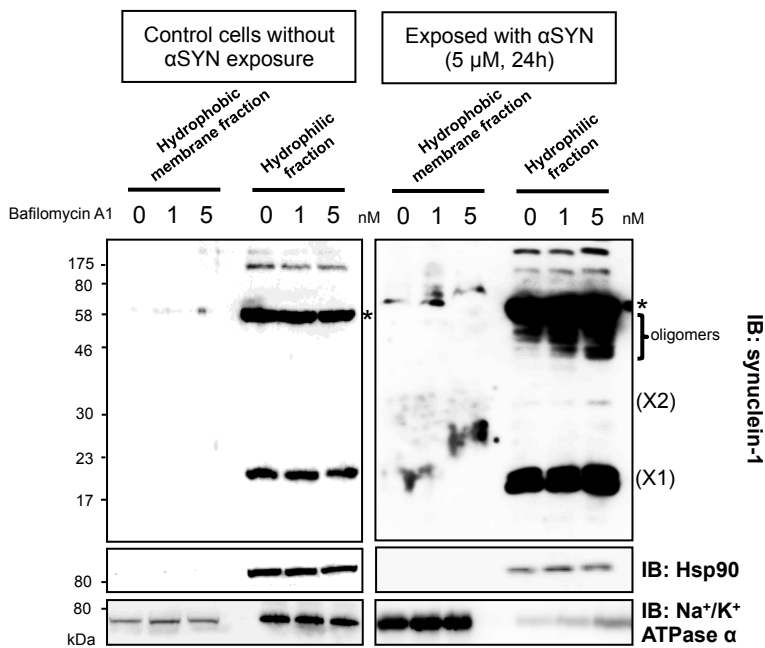 Control cells without
αSYN exposure
Exposed with αSYN
(5 µM, 24h)
Hydrophobic
membrane fraction
Hydrophilic
fraction
Hydrophobic
membrane fraction
Hydrophilic
fraction
Bafilomycin A1 0 1 5 0 1 5 nM 0 1 5 0 1 5 nM
175
80
58
46
30
23
17
*
*
oligomers
(X2)
(X1)
IB: synuclein-1
80
IB: Hsp90
80
kDa
IB: Na⁺/K⁺
ATPase α